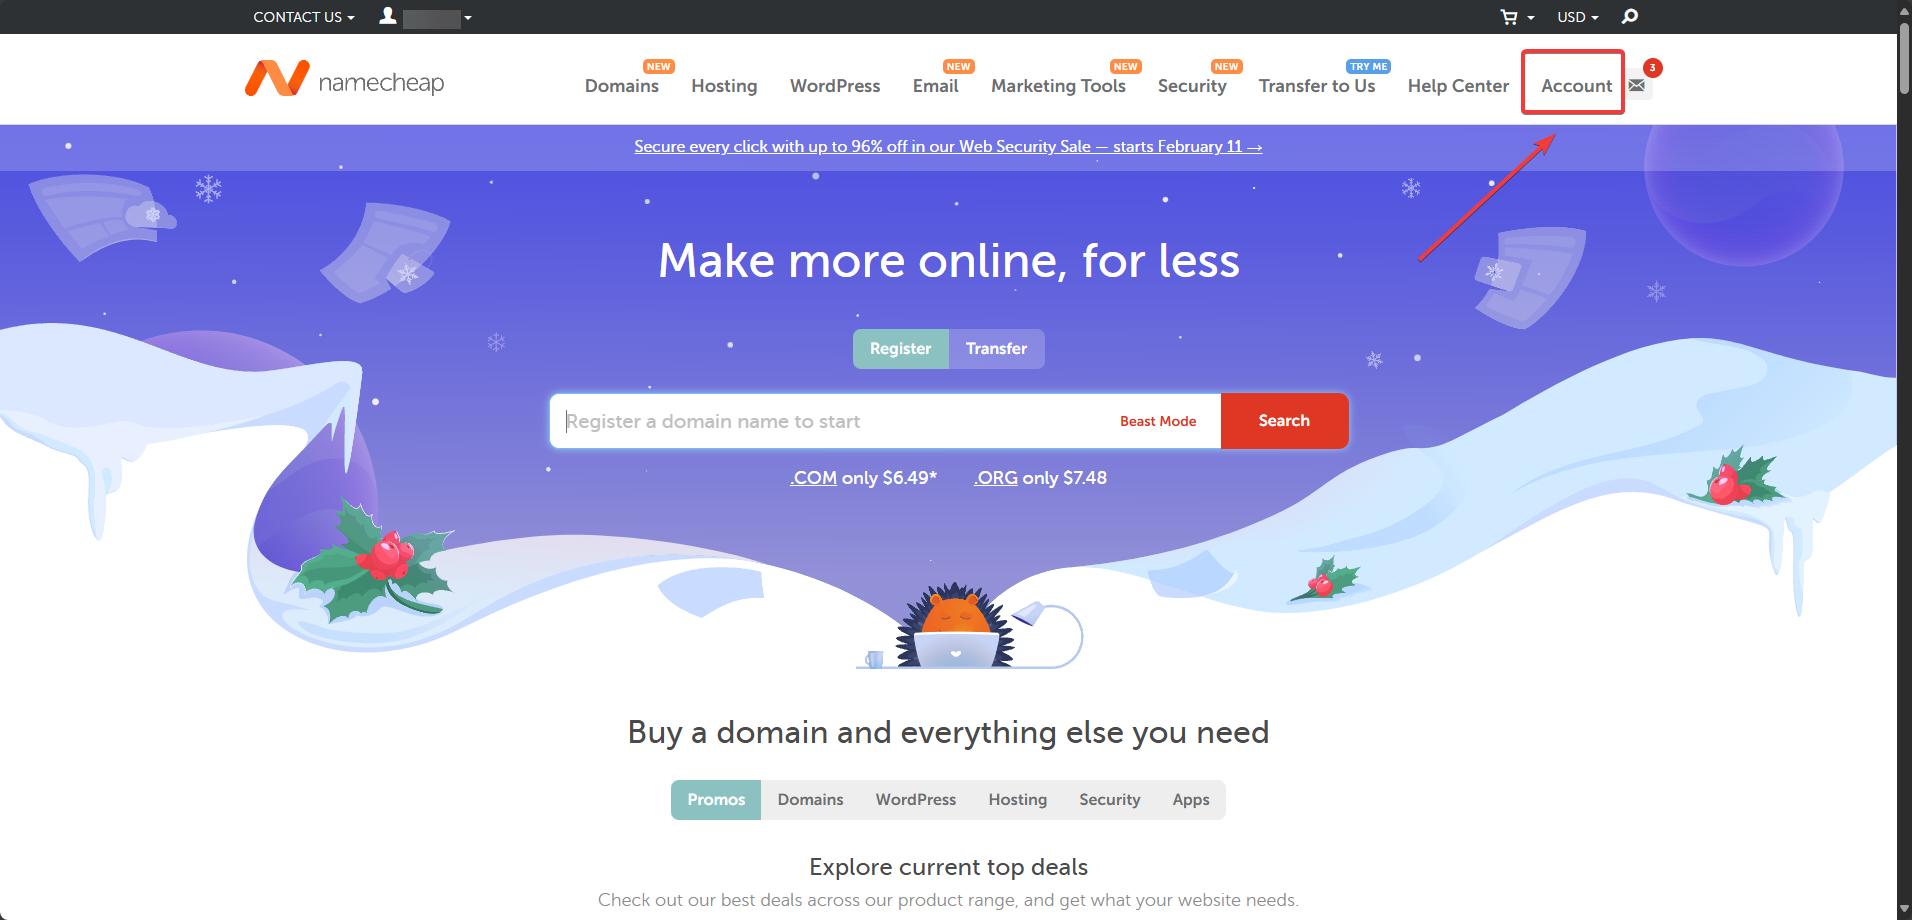 CONTACT US
USD
namecheap
NEW NEW NEW NEW TRY ME 3
Domains Hosting WordPress Email Marketing Tools Security Transfer to Us Help Center Account
Secure every click with up to 96% off in our Web Security Sale — starts February 11 →
Make more online, for less
Register Transfer
Register a domain name to start Beast Mode Search
.COM only $6.49* .ORG only $7.48
Buy a domain and everything else you need
Promos Domains WordPress Hosting Security Apps
Explore current top deals
Check out our best deals across our product range, and get what your website needs.